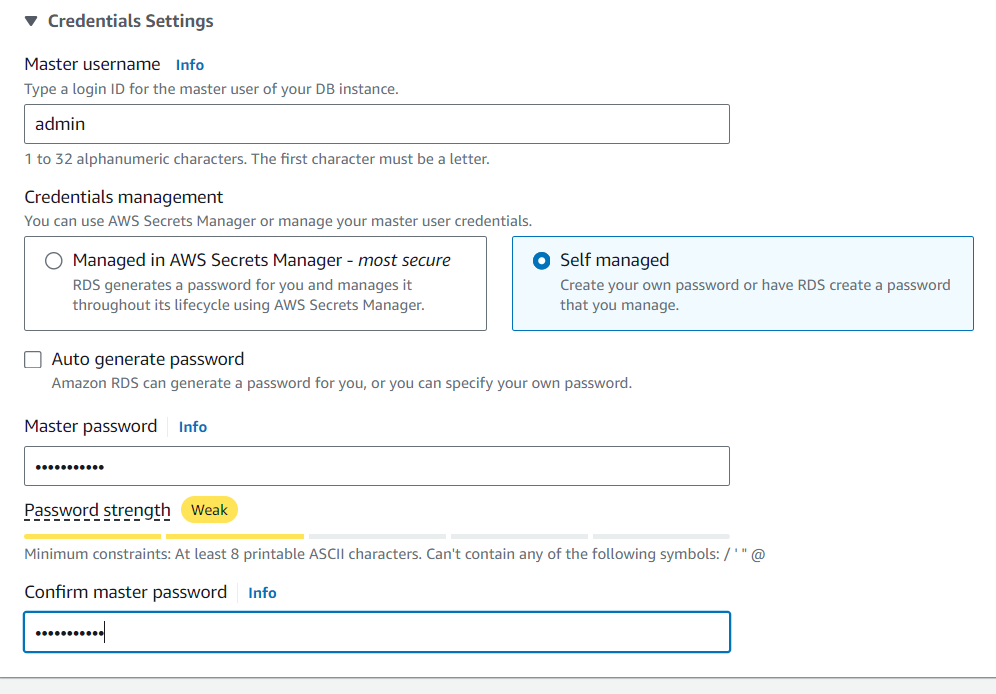 Credentials Settings
Master username Info
Type a login ID for the master user of your DB instance.
admin
1 to 32 alphanumeric characters. The first character must be a letter.
Credentials management
You can use AWS Secrets Manager or manage your master user credentials.
Managed in AWS Secrets Manager - most secure
RDS generates a password for you and manages it
throughout its lifecycle using AWS Secrets Manager.
Self managed
Create your own password or have RDS create a password
that you manage.
Auto generate password
Amazon RDS can generate a password for you, or you can specify your own password.
Master password Info
•••••••••••
Password strength Weak
Minimum constraints: At least 8 printable ASCII characters. Can't contain any of the following symbols: / ' " @
Confirm master password Info
•••••••••••